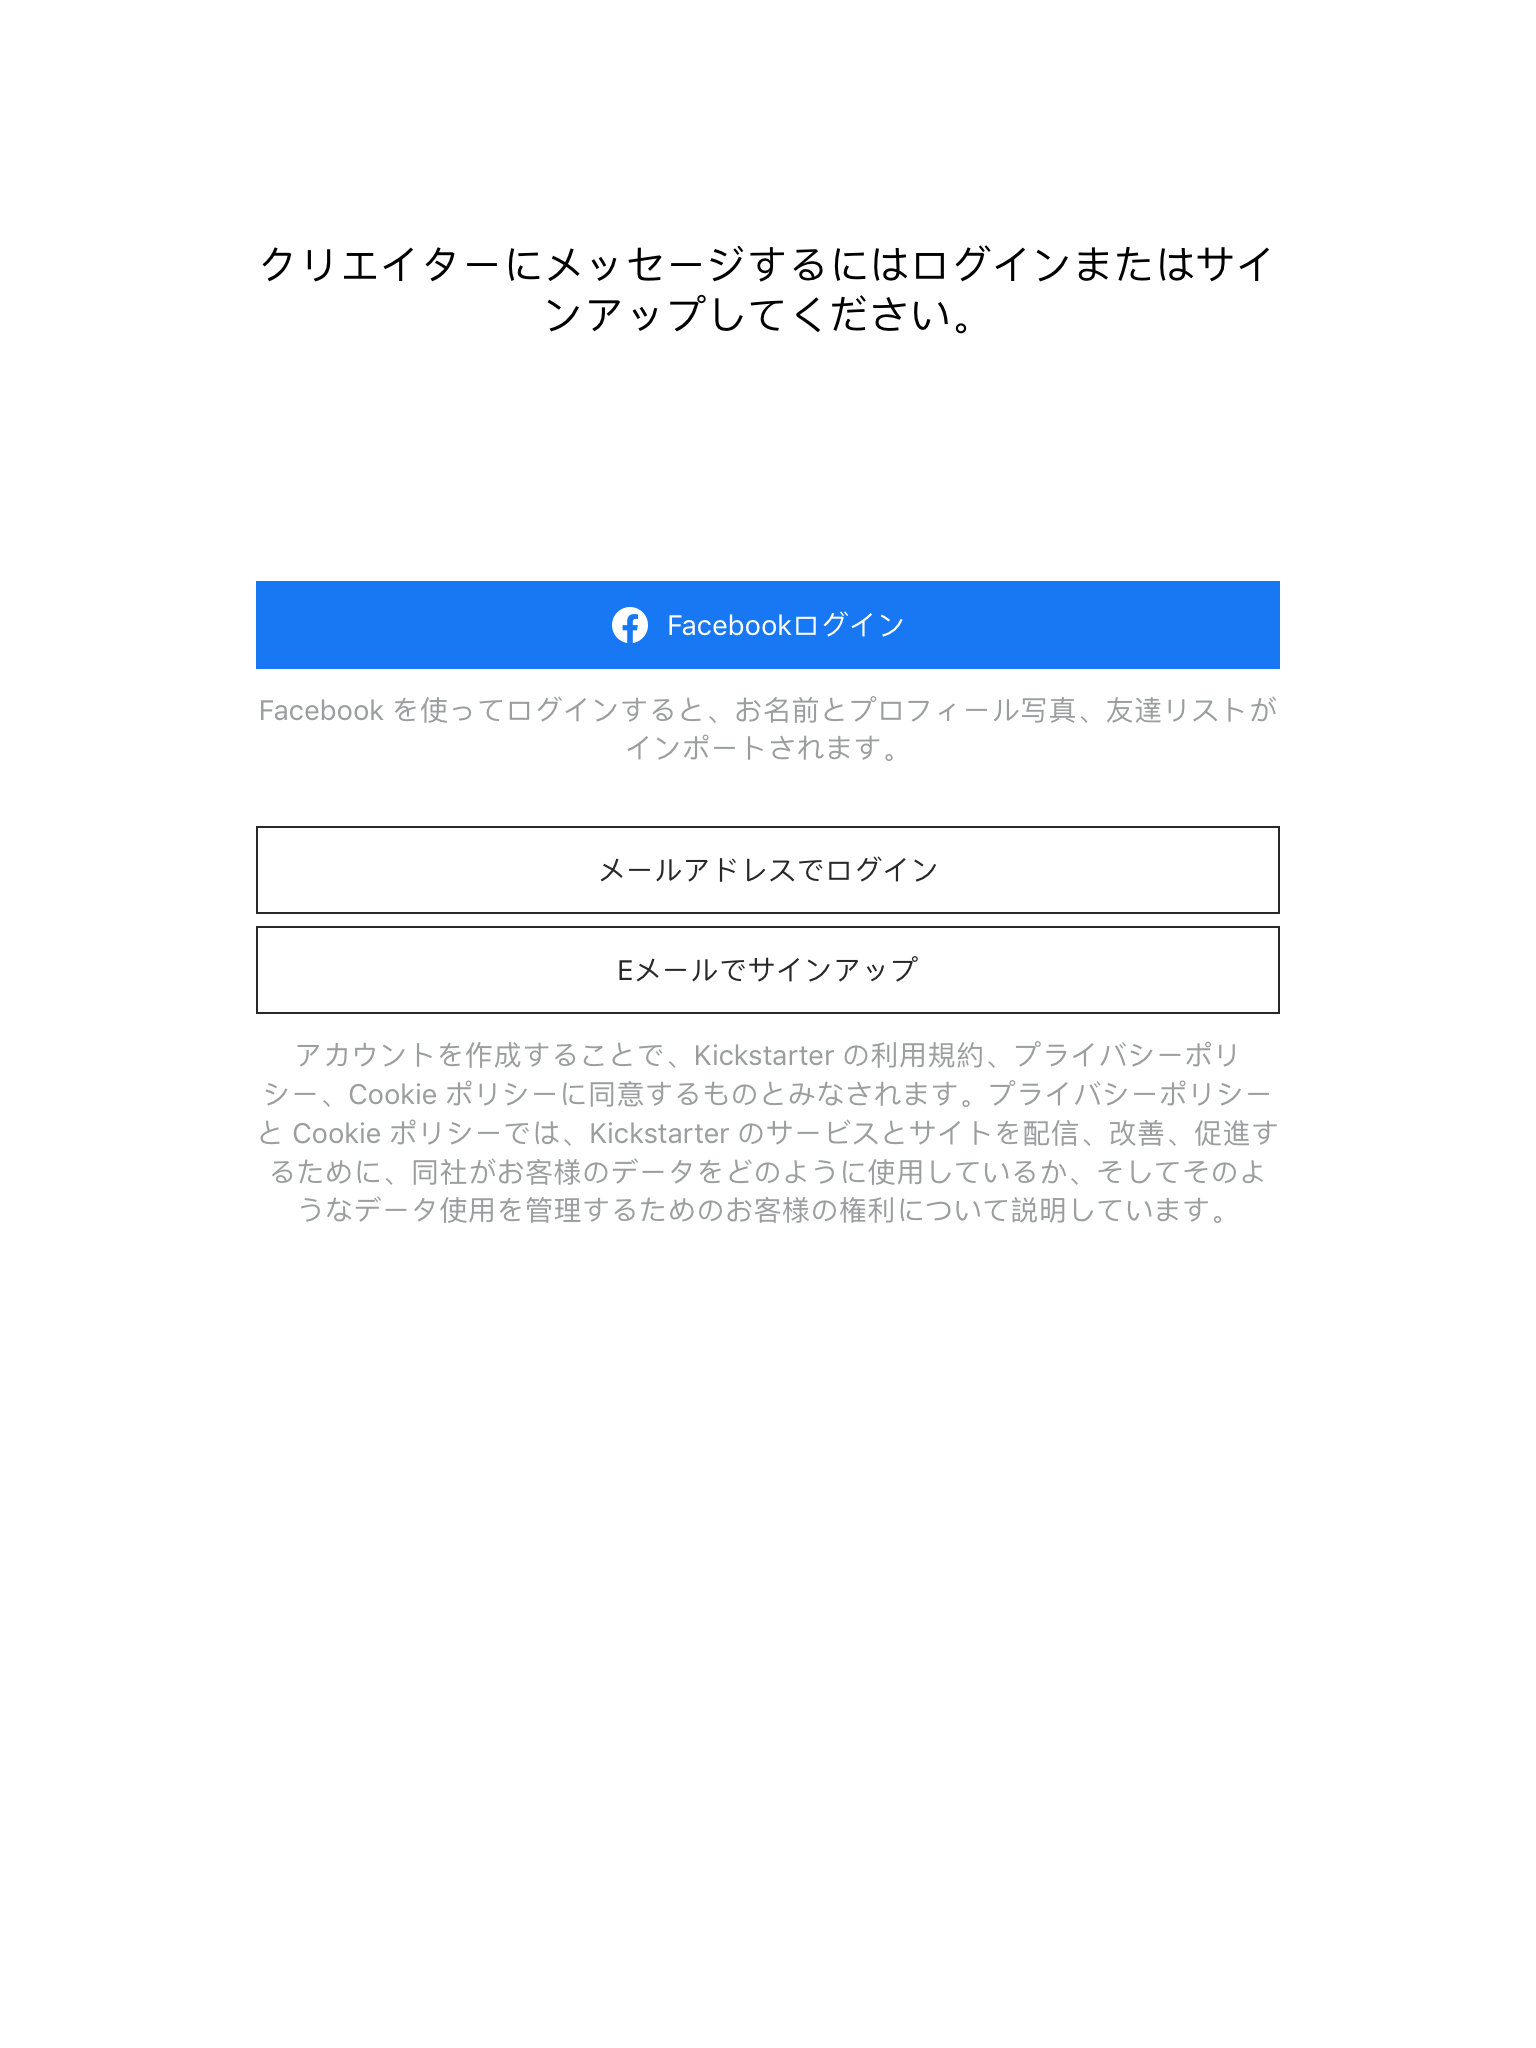 クリエイターにメッセージするにはログインまたはサイ
ンアップしてください。
Facebookログイン
Facebook を使ってログインすると、お名前とプロフィール写真、友達リストが
インポートされます。
メールアドレスでログイン
Eメールでサインアップ
アカウントを作成することで、Kickstarter の利用規約、プライバシーポリ
シー、Cookie ポリシーに同意するものとみなされます。プライバシーポリシー
と Cookie ポリシーでは、Kickstarter のサービスとサイトを配信、改善、促進す
るために、同社がお客様のデータをどのように使用しているか、そしてそのよ
うなデータ使用を管理するためのお客様の権利について説明しています。